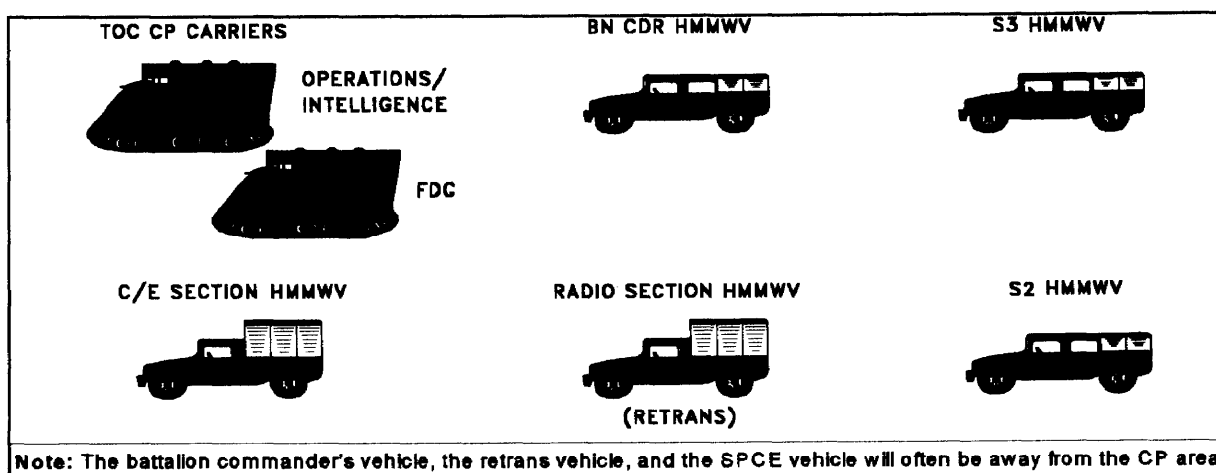 TOC CP CARRIERS
BN CDR HMMWV
S3 HMMWV
OPERATIONS/
INTELLIGENCE
FDC
C/E SECTION HMMWV
RADIO SECTION HMMWV
S2 HMMWV
(RETRANS)
Note: The battalion commander's vehicle, the retrans vehicle, and the SPCE vehicle will often be away from the CP area